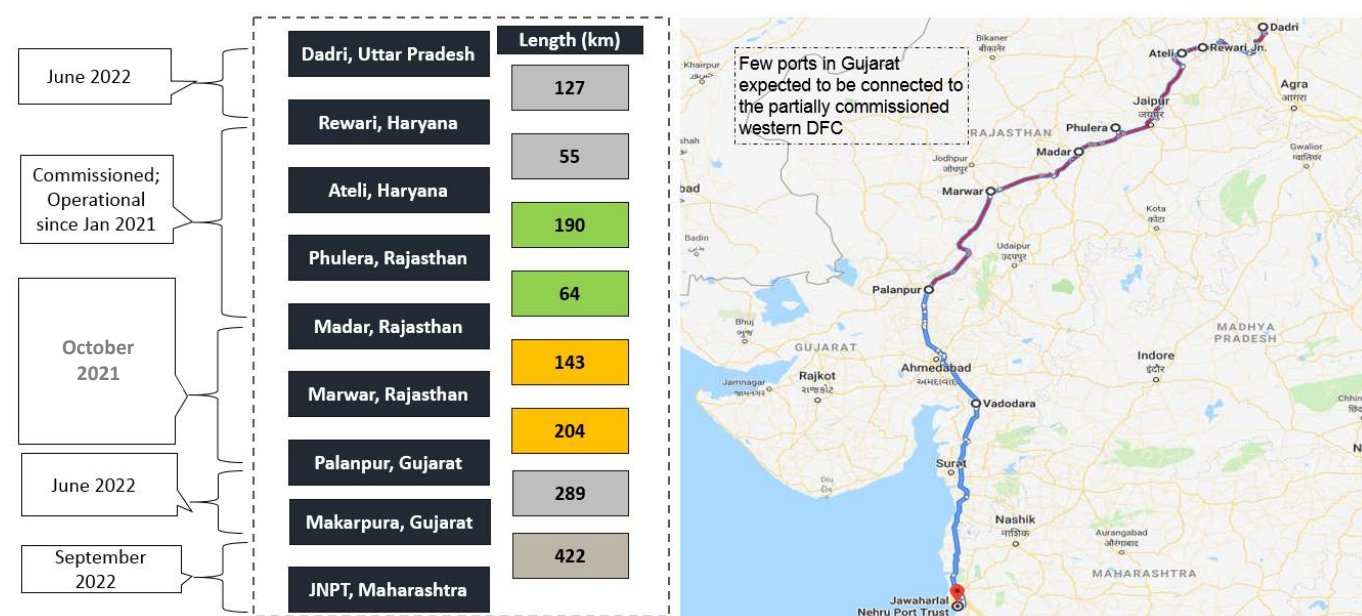 Length (km)
Dadri, Uttar Pradesh
June 2022
127
Rewari, Haryana
55
Commissioned;
Operational
since Jan 2021
Ateli, Haryana
190
Phulera, Rajasthan
64
Madar, Rajasthan
October
2021
143
Marwar, Rajasthan
204
Palanpur, Gujarat
June 2022
289
Makarpura, Gujarat
September
2022
422
JNPT, Maharashtra
Few ports in Gujarat
expected to be connected to
the partially commissioned
western DFC
Dadri
Bikaner
बीकानेर
Rewari Jn.
Ateli
Khairpur
Agra
आगरा
Jaipur
जयपुर
Phulera
RAJASTHAN
Gwalior
ग्वालियर
Madar
Jodhpur
जोधपुर
Marwar
Kota
कोटा
Badin
Udaipur
उदयपुर
Palanpur
Bhuj
MADHYA
PRADESH
GUJARAT
Indore
इंदौर
Ahmedabad
Rajkot
Jamnagar
Vadodara
Surat
Diu
Nashik
नाशिक
Aurangabad
औरंगाबाद
MAHARASHTRA
Jawaharlal
Nehru Port Trust